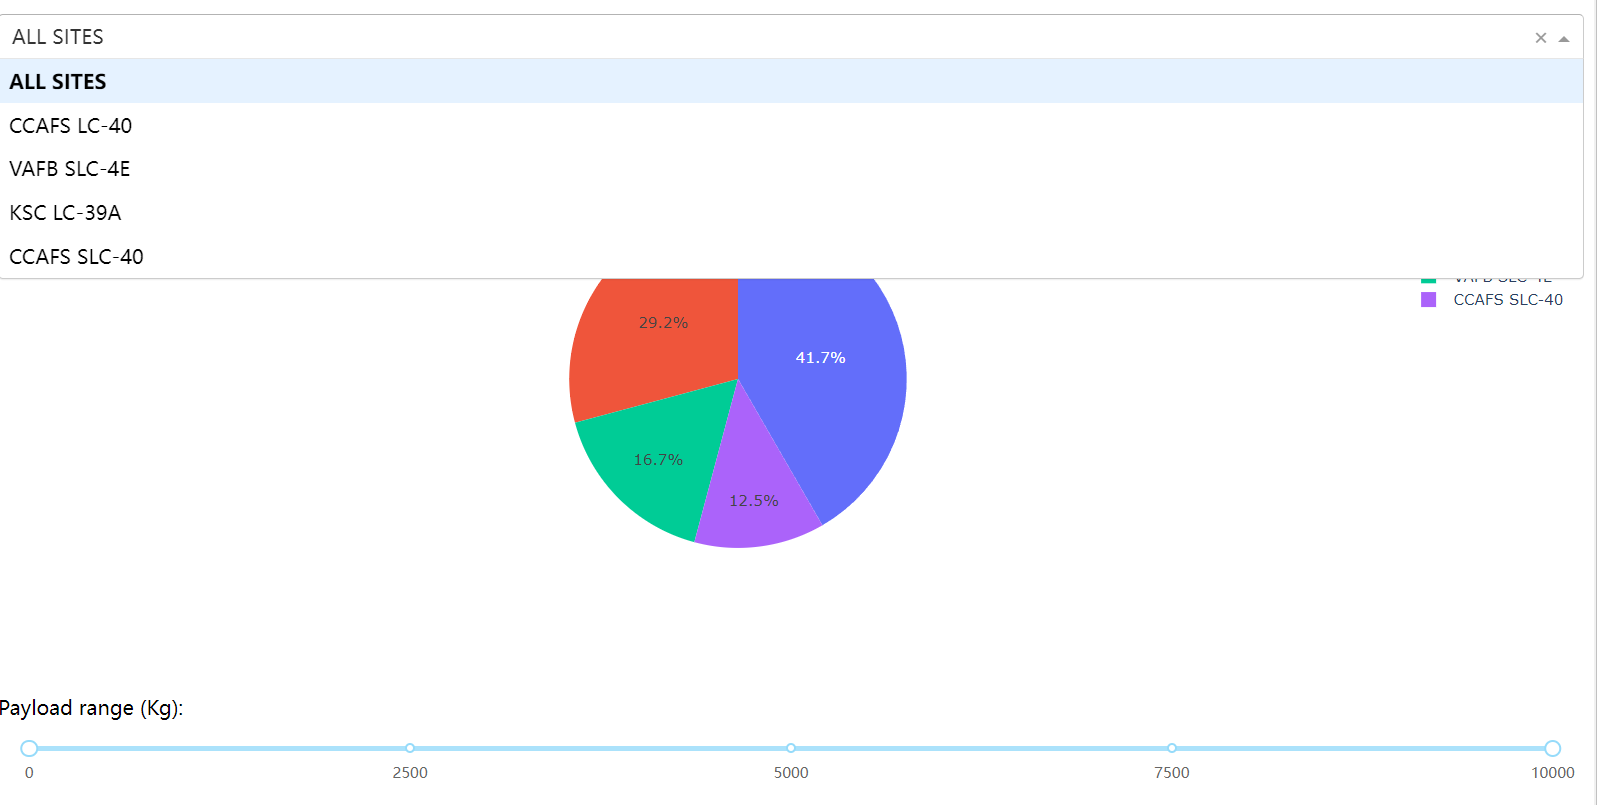 ALL SITES
ALL SITES
CCAFS LC-40
VAFB SLC-4E
KSC LC-39A
CCAFS SLC-40
CCAFS SLC-40
29.2%
41.7%
16.7%
12.5%
Payload range (Kg):
0 2500 5000 7500 10000